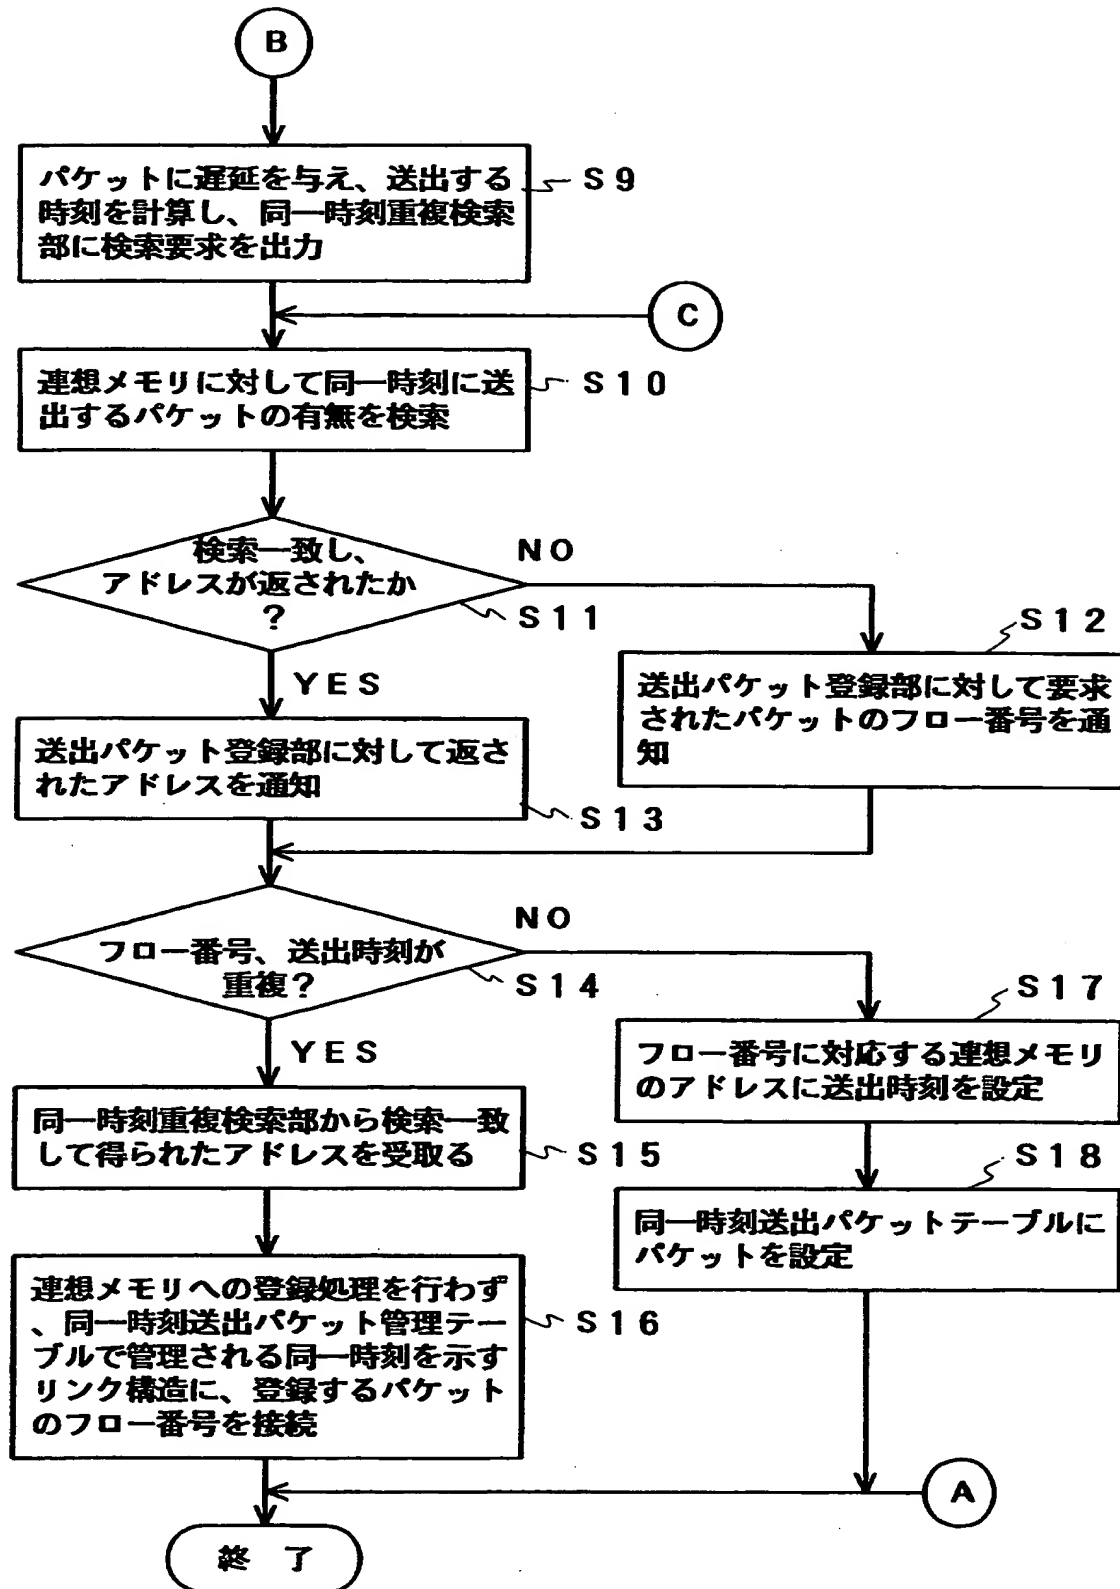 B
パケットに遅延を与え、送出する
時刻を計算し、同一時刻重複検索
部に検索要求を出力
S9
C
連想メモリに対して同一時刻に送
出するパケットの有無を検索
S10
検索一致し、
アドレスが返されたか
?
S11
NO
YES
S12
送出パケット登録部に対して要求
されたパケットのフロー番号を通
知
送出パケット登録部に対して返さ
れたアドレスを通知
S13
フロー番号、送出時刻が
重複?
S14
NO
YES
S17
フロー番号に対応する連想メモリ
のアドレスに送出時刻を設定
同一時刻重複検索部から検索一致
して得られたアドレスを受取る
S15
S18
同一時刻送出パケットテーブルに
パケットを設定
連想メモリへの登録処理を行わず
、同一時刻送出パケット管理テー
ブルで管理される同一時刻を示す
リンク構造に、登録するパケット
のフロー番号を接続
S16
A
終 了